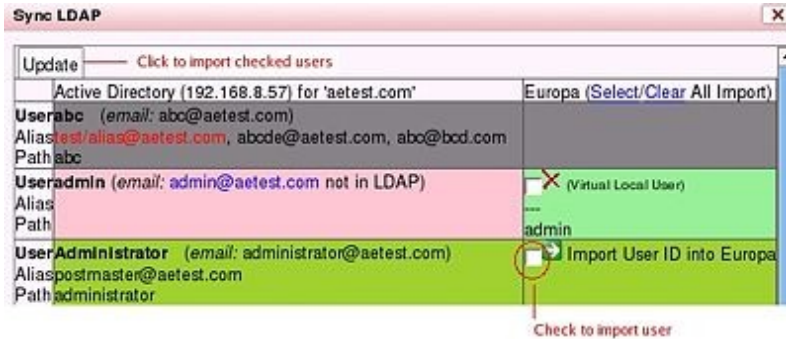 Sync LDAP
Update
Click to import checked users
Active Directory (192.168.8.57) for 'aetest.com'
Europa (Select/Clear All Import)
User abc (email: abc@aetest.com)
Alias test/alias@aetest.com, abcde@aetest.com, abc@bcd.com
Path abc
User admin (email: admin@aetest.com not in LDAP)
(Virtual Local User)
Alias
---
Path
admin
User Administrator (email: administrator@aetest.com)
Import User ID into Europa
Alias postmaster@aetest.com
Path administrator
Check to import user